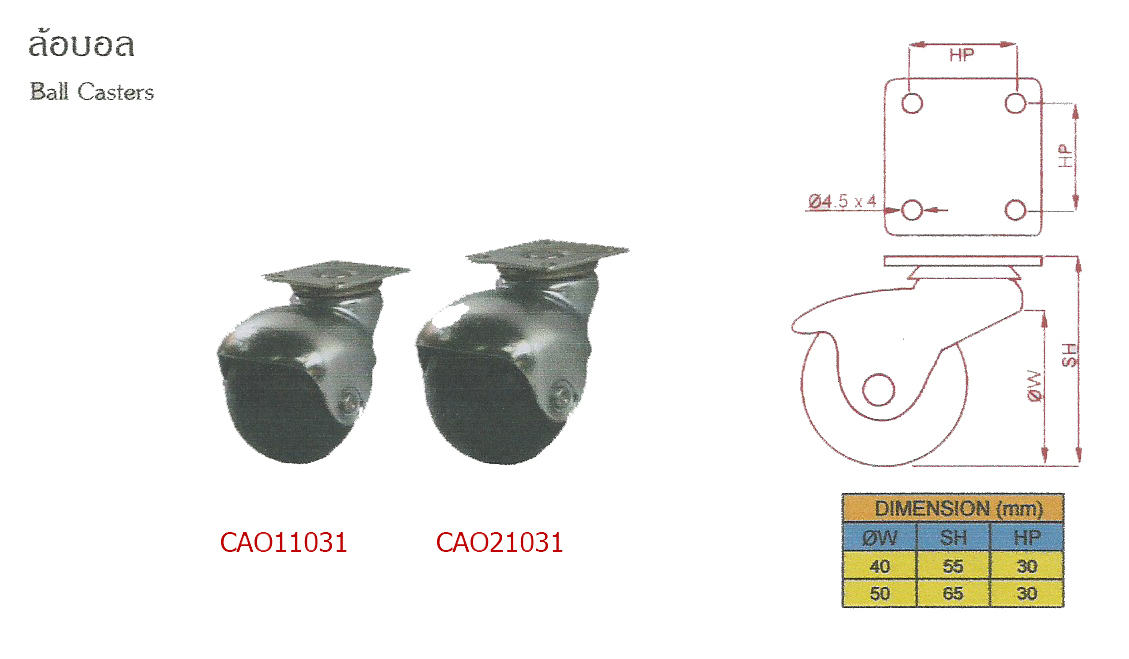 ล้อบอล
Ball Casters
HP
HP
Ø4.5 x 4
SH
ØW
CAO11031
CAO21031
DIMENSION (mm)
ØW SH HP
40 55 30
50 65 30